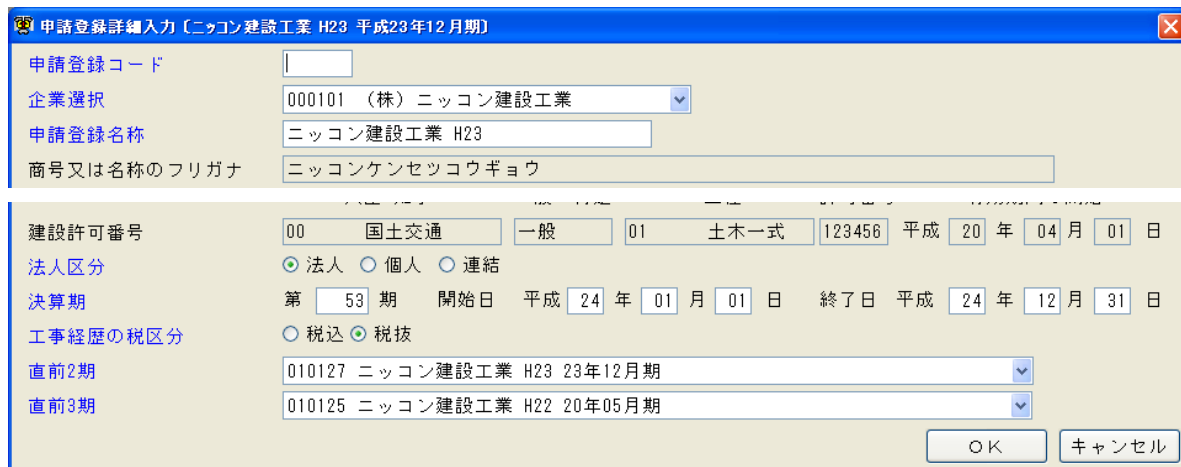 申請登録詳細入力〔ニッコン建設工業 H23 平成23年12月期〕
申請登録コード
企業選択 000101 (株)ニッコン建設工業
申請登録名称 ニッコン建設工業 H23
商号又は名称のフリガナ ニッコンケンセツコウギョウ
建設許可番号 00 国土交通 一般 01 土木一式 123456 平成 20 年 04 月 01 日
法人区分 法人 個人 連結
決算期 第 53 期 開始日 平成 24 年 01 月 01 日 終了日 平成 24 年 12 月 31 日
工事経歴の税区分 税込 税抜
直前2期 010127 ニッコン建設工業 H23 23年12月期
直前3期 010125 ニッコン建設工業 H22 20年05月期
OK キャンセル